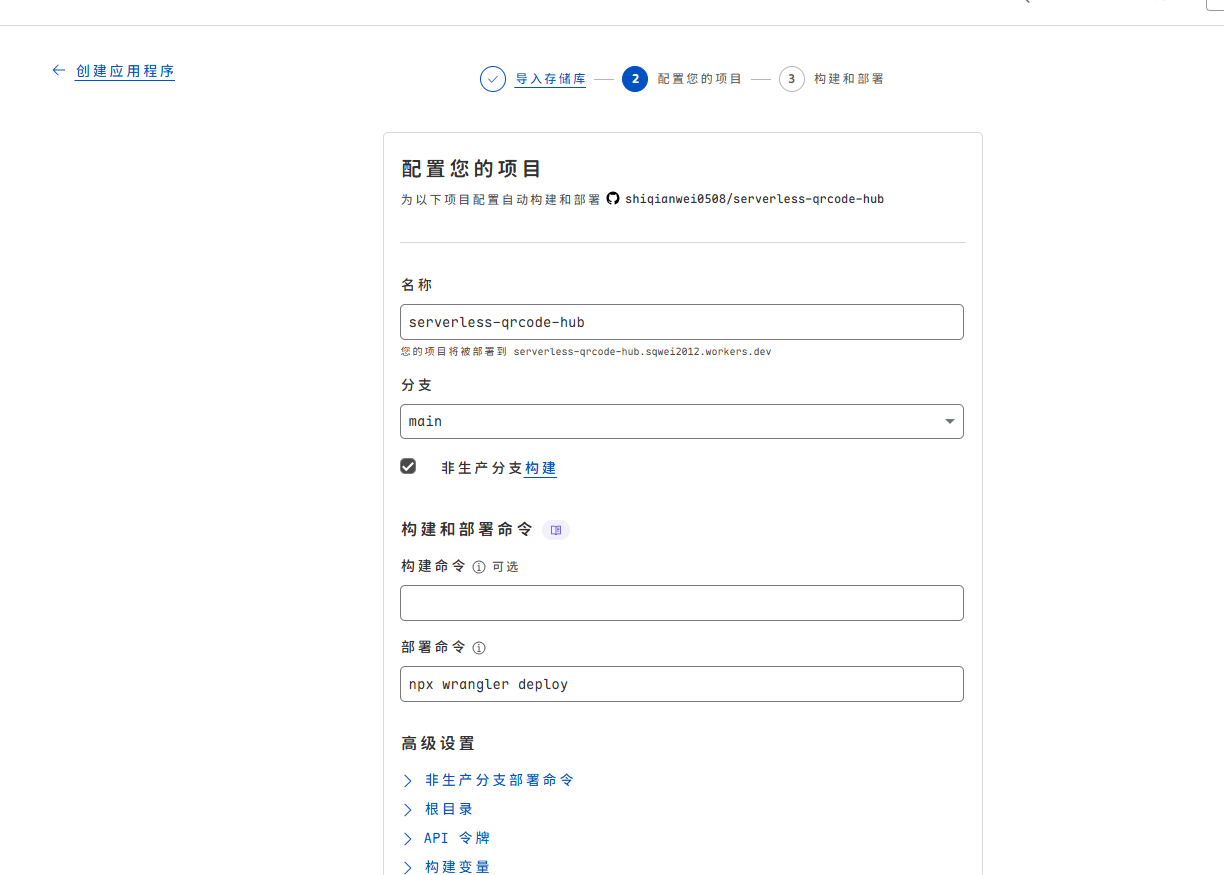 创建应用程序
导入存储库 2 配置您的项目 3 构建和部署
配置您的项目
为以下项目配置自动构建和部署 shiqianwei0508/serverless-qrcode-hub
名称
serverless-qrcode-hub
您的项目将被部署到 serverless-qrcode-hub.sqwei2012.workers.dev
分支
main
非生产分支构建
构建和部署命令
构建命令 可选
部署命令
npx wrangler deploy
高级设置
非生产分支部署命令
根目录
API 令牌
构建变量